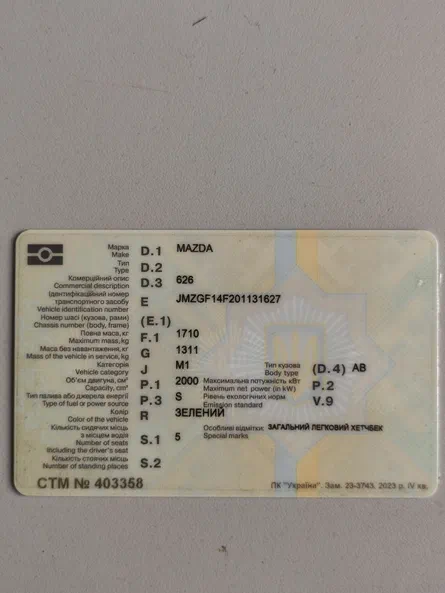 Марка
Make D.1 MAZDA
Тип
Type D.2
Комерційний опис
Commercial description D.3 626
Ідентифікаційний номер
транспортного засобу
Vehicle identification number E JMZGF14F201131627
Номер шасі (кузова, рами)
Chassis number (body, frame) (E.1)
Повна маса, кг
Maximum mass, kg F.1 1710
Маса без навантаження, кг
Mass of the vehicle in service, kg G 1311
Категорія
Vehicle category J M1 Тип кузова
Body type (D.4) AB
Об'єм двигуна, см³
Capacity, cm³ P.1 2000 Максимальна потужність кВт
Maximum net power (in kW) P.2
Тип палива або джерела енергії
Type of fuel or power source P.3 S Рівень екологічних норм
Emission standard V.9
Колір
Color of the vehicle R ЗЕЛЕНИЙ
Кількість сидячих місць
з місцем водія
Number of seats
including the driver's seat S.1 5 Особливі відмітки: ЗАГАЛЬНИЙ ЛЕГКОВИЙ ХЕТЧБЕК
Special marks
Кількість стоячих місць
Number of standing places S.2
СТМ № 403358
ПК "Україна". Зам. 23-3743. 2023 р. IV кв.